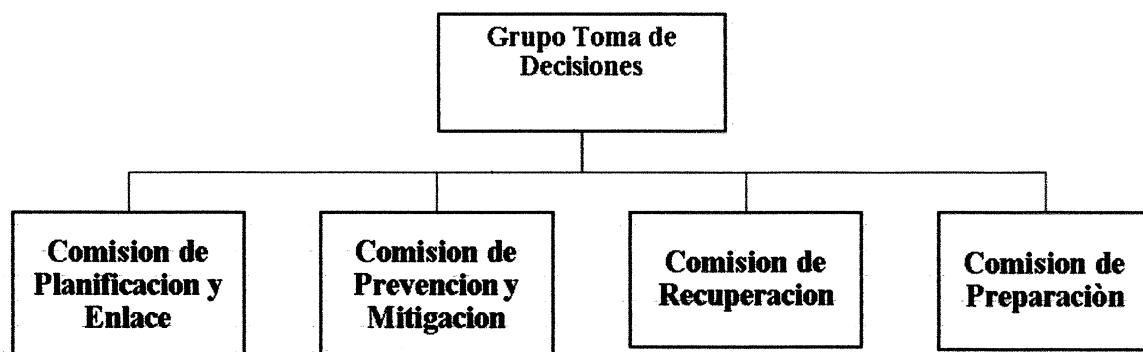 Grupo Toma de
Decisiones
Comision de
Planificacion y
Enlace
Comision de
Prevencion y
Mitigacion
Comision de
Recuperacion
Comision de
Preparaciòn